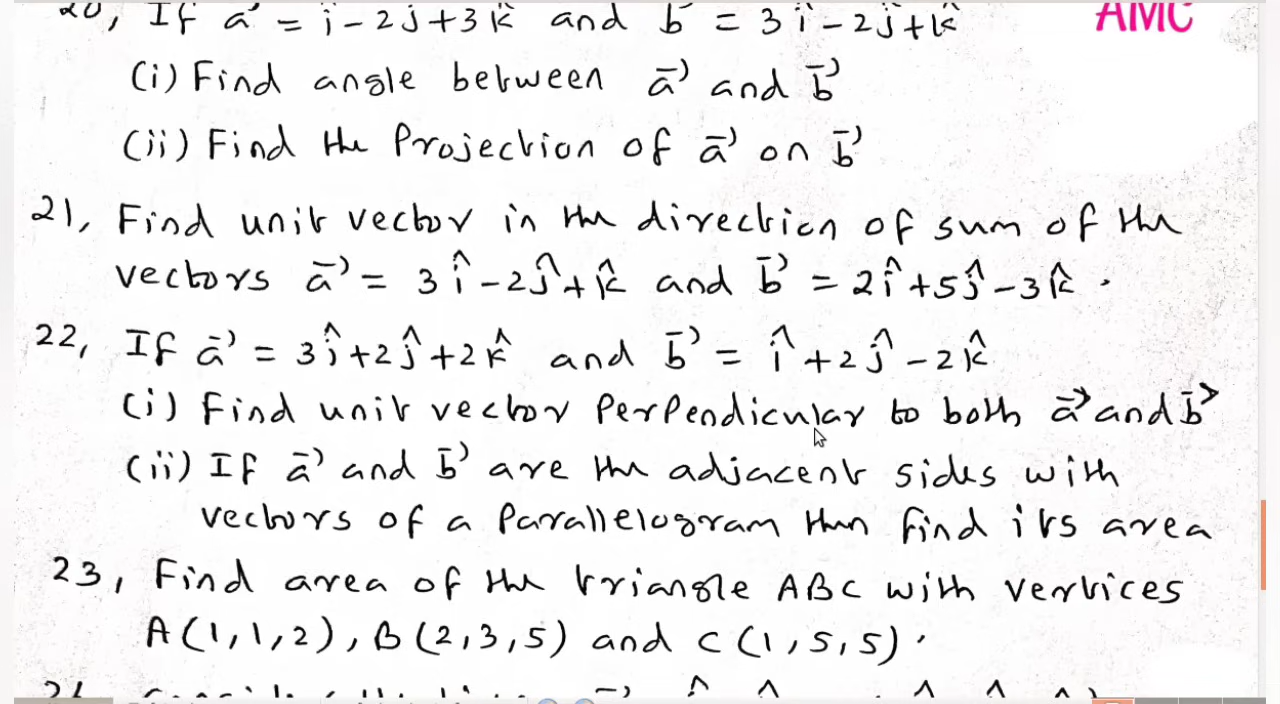 20, If a⃗ = î - 2ĵ + 3k̂ and b⃗ = 3î - 2ĵ + k̂
AMC
(i) Find angle between a⃗ and b⃗
(ii) Find the Projection of a⃗ on b⃗
21, Find unit vector in the direction of sum of the
vectors a⃗ = 3î - 2ĵ + k̂ and b⃗ = 2î + 5ĵ - 3k̂ .
22, If a⃗ = 3î + 2ĵ + 2k̂ and b⃗ = î + 2ĵ - 2k̂
(i) Find unit vector Perpendicular to both a⃗ and b⃗
(ii) If a⃗ and b⃗ are the adjacent sides with
vectors of a Parallelogram then find its area
23, Find area of the triangle ABC with vertices
A(1,1,2), B(2,3,5) and C(1,5,5).